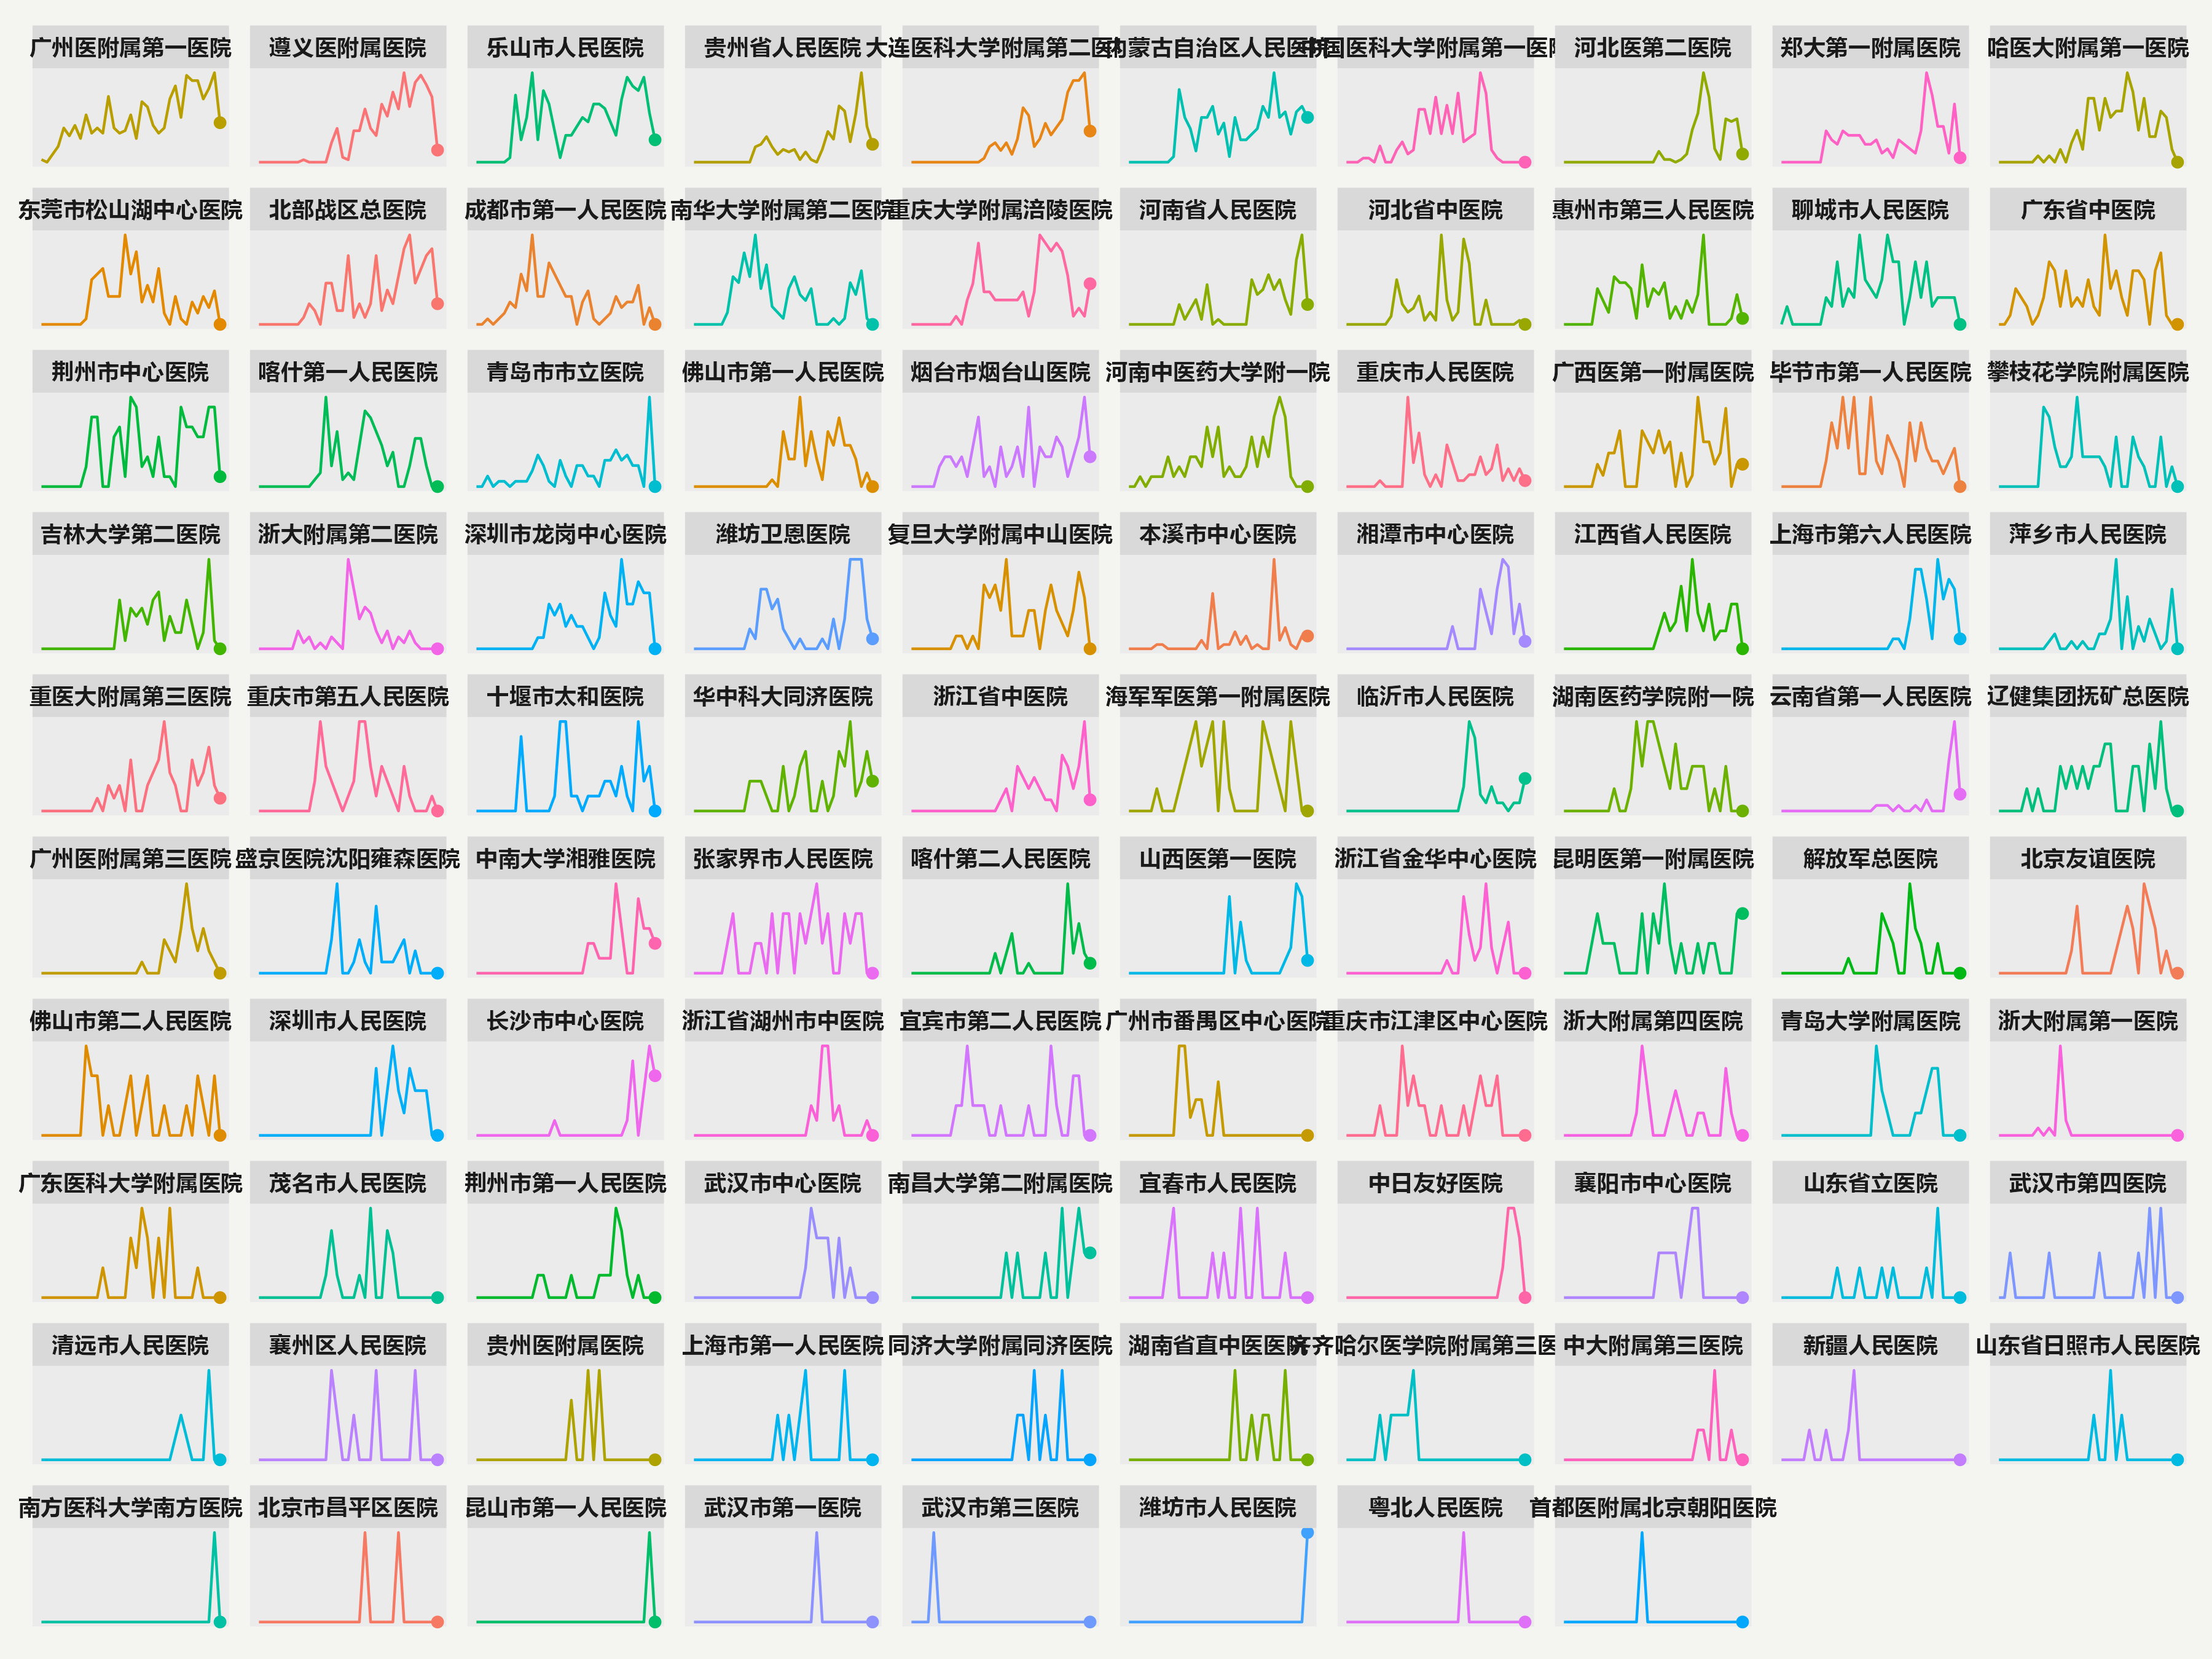 广州医附属第一医院
遵义医附属医院
乐山市人民医院
贵州省人民医院
大连医科大学附属第二医
内蒙古自治区人民医院
中国医科大学附属第一医院
河北医第二医院
郑大第一附属医院
哈医大附属第一医院
东莞市松山湖中心医院
北部战区总医院
成都市第一人民医院
南华大学附属第二医院
重庆大学附属涪陵医院
河南省人民医院
河北省中医院
惠州市第三人民医院
聊城市人民医院
广东省中医院
荆州市中心医院
喀什第一人民医院
青岛市市立医院
佛山市第一人民医院
烟台市烟台山医院
河南中医药大学附一院
重庆市人民医院
广西医第一附属医院
毕节市第一人民医院
攀枝花学院附属医院
吉林大学第二医院
浙大附属第二医院
深圳市龙岗中心医院
潍坊卫恩医院
复旦大学附属中山医院
本溪市中心医院
湘潭市中心医院
江西省人民医院
上海市第六人民医院
萍乡市人民医院
重医大附属第三医院
重庆市第五人民医院
十堰市太和医院
华中科大同济医院
浙江省中医院
海军军医第一附属医院
临沂市人民医院
湖南医药学院附一院
云南省第一人民医院
辽健集团抚矿总医院
广州医附属第三医院
盛京医院沈阳雍森医院
中南大学湘雅医院
张家界市人民医院
喀什第二人民医院
山西医第一医院
浙江省金华中心医院
昆明医第一附属医院
解放军总医院
北京友谊医院
佛山市第二人民医院
深圳市人民医院
长沙市中心医院
浙江省湖州市中医院
宜宾市第二人民医院
广州市番禺区中心医院
重庆市江津区中心医院
浙大附属第四医院
青岛大学附属医院
浙大附属第一医院
广东医科大学附属医院
茂名市人民医院
荆州市第一人民医院
武汉市中心医院
南昌大学第二附属医院
宜春市人民医院
中日友好医院
襄阳市中心医院
山东省立医院
武汉市第四医院
清远市人民医院
襄州区人民医院
贵州医附属医院
上海市第一人民医院
同济大学附属同济医院
湖南省直中医医院
齐齐哈尔医学院附属第三医
中大附属第三医院
新疆人民医院
山东省日照市人民医院
南方医科大学南方医院
北京市昌平区医院
昆山市第一人民医院
武汉市第一医院
武汉市第三医院
潍坊市人民医院
粤北人民医院
首都医附属北京朝阳医院